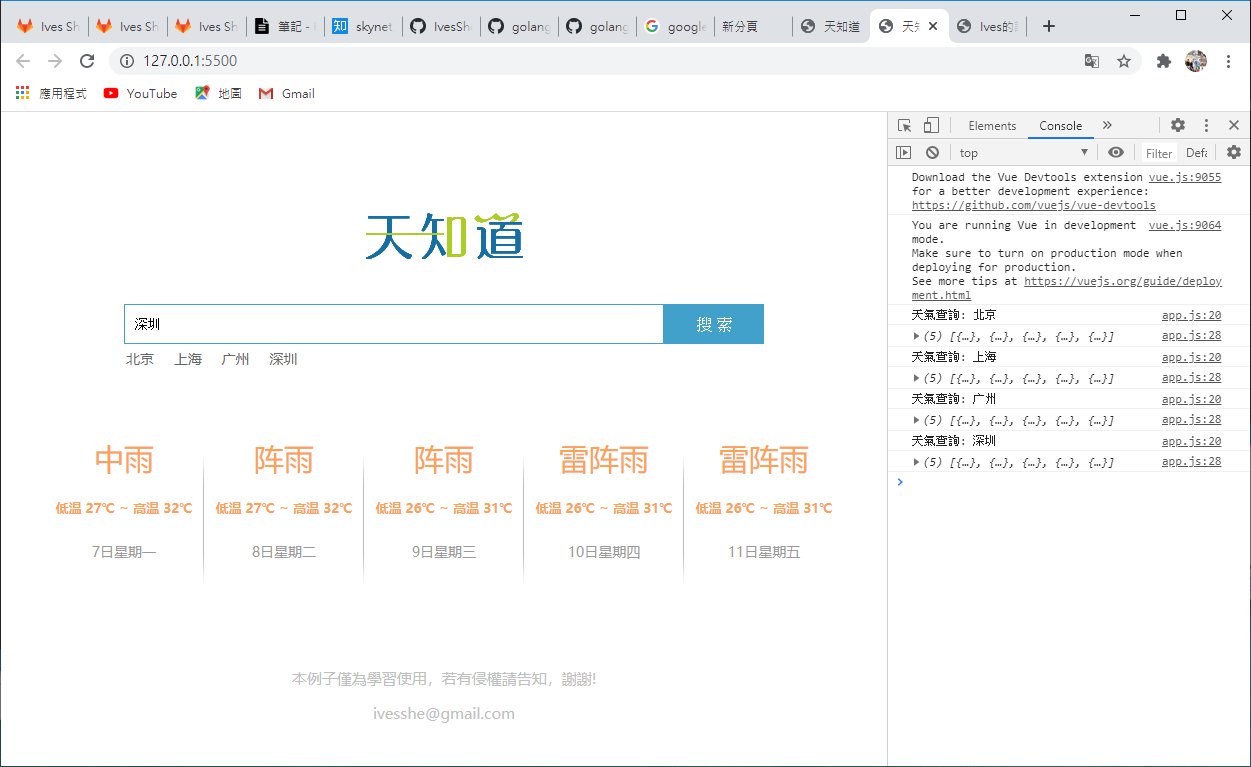 Ives Sh
Ives Sh
Ives Sh
筆記 -
知 skynet
IvesShe
golang
golang
google
新分頁
天知道
天知
Ives的
127.0.0.1:5500
應用程式
YouTube
地圖
Gmail
天知道
深圳
搜索
北京 上海 广州 深圳
中雨
低温 27℃ ~ 高温 32℃
7日星期一
阵雨
低温 27℃ ~ 高温 32℃
8日星期二
阵雨
低温 26℃ ~ 高温 31℃
9日星期三
雷阵雨
低温 26℃ ~ 高温 31℃
10日星期四
雷阵雨
低温 26℃ ~ 高温 31℃
11日星期五
本例子僅為學習使用，若有侵權請告知，謝謝!
ivesshe@gmail.com
Elements Console »
top Filter Defa
Download the Vue Devtools extension vue.js:9055
for a better development experience:
https://github.com/vuejs/vue-devtools
You are running Vue in development vue.js:9064
mode.
Make sure to turn on production mode when
deploying for production.
See more tips at https://vuejs.org/guide/deploy
ment.html
天氣查詢: 北京 app.js:20
(5) [{…}, {…}, {…}, {…}, {…}] app.js:28
天氣查詢: 上海 app.js:20
(5) [{…}, {…}, {…}, {…}, {…}] app.js:28
天氣查詢: 广州 app.js:20
(5) [{…}, {…}, {…}, {…}, {…}] app.js:28
天氣查詢: 深圳 app.js:20
(5) [{…}, {…}, {…}, {…}, {…}] app.js:28